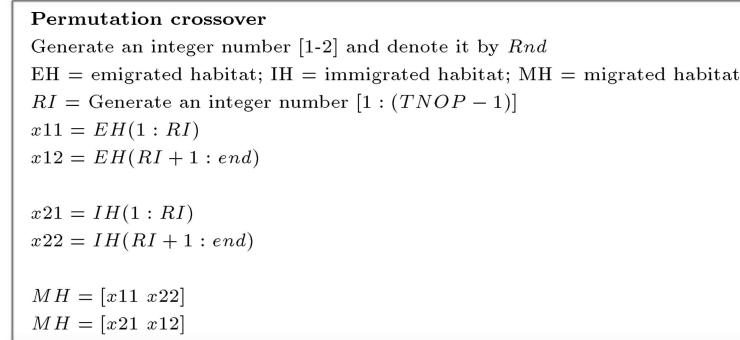 Permutation crossover
Generate an integer number [1-2] and denote it by Rnd
EH = emigrated habitat; IH = immigrated habitat; MH = migrated habitat
RI = Generate an integer number [1 : (TNOP − 1)]
x11 = EH(1 : RI)
x12 = EH(RI + 1 : end)
x21 = IH(1 : RI)
x22 = IH(RI + 1 : end)
MH = [x11 x22]
MH = [x21 x12]